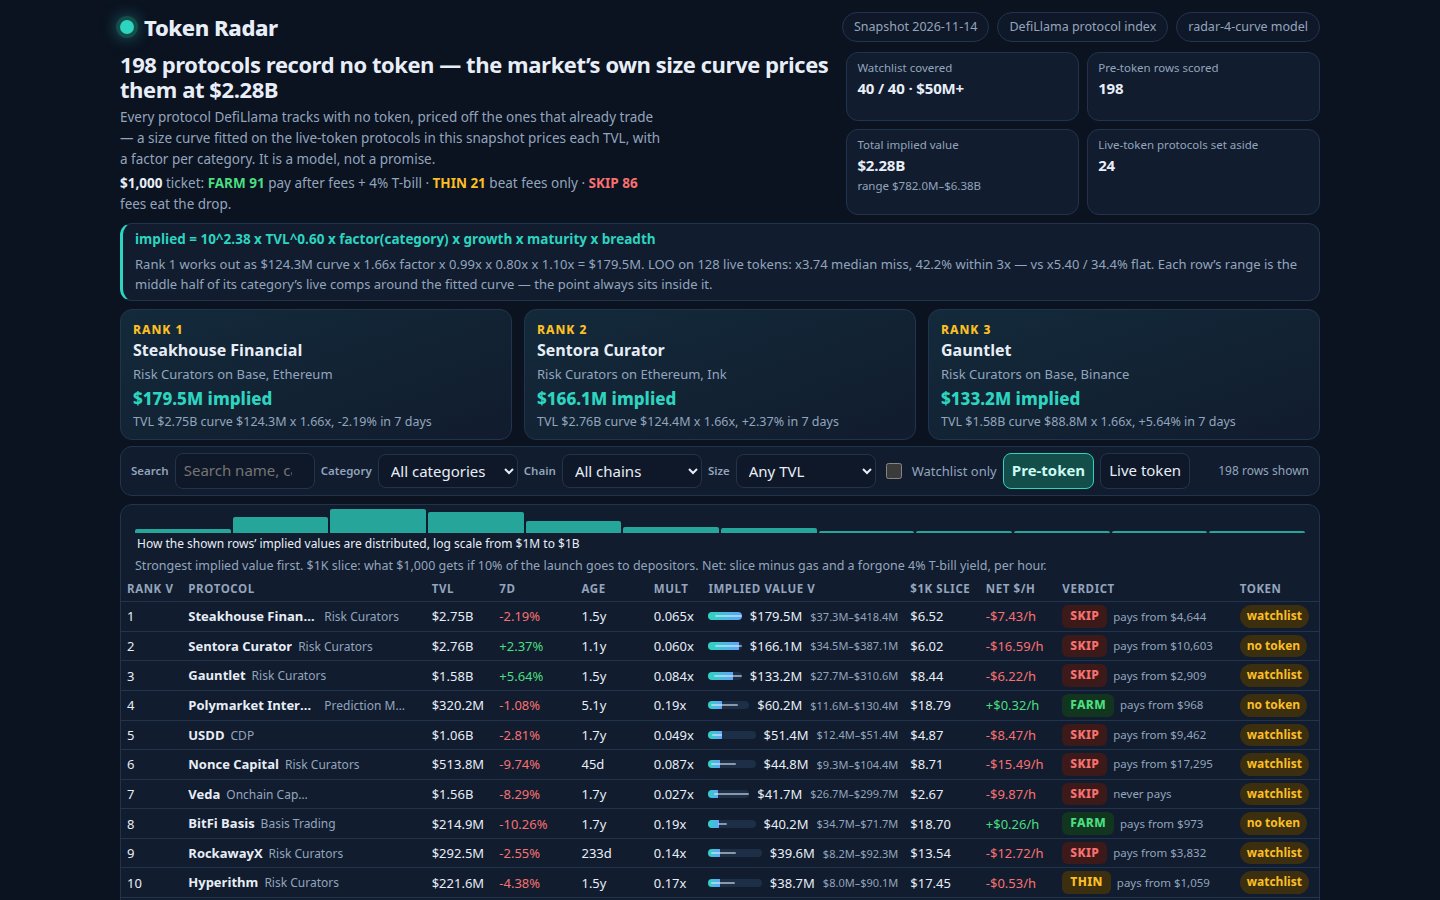 Token Radar
Snapshot 2026-11-14
DefiLlama protocol index
radar-4-curve model
198 protocols record no token — the market’s own size curve prices
them at $2.28B
Every protocol DefiLlama tracks with no token, priced off the ones that already trade
— a size curve fitted on the live-token protocols in this snapshot prices each TVL, with
a factor per category. It is a model, not a promise.
$1,000 ticket: FARM 91 pay after fees + 4% T-bill · THIN 21 beat fees only · SKIP 86
fees eat the drop.
Watchlist covered
40 / 40 · $50M+
Pre-token rows scored
198
Total implied value
$2.28B
range $782.0M–$6.38B
Live-token protocols set aside
24
implied = 10^2.38 x TVL^0.60 x factor(category) x growth x maturity x breadth
Rank 1 works out as $124.3M curve x 1.66x factor x 0.99x x 0.80x x 1.10x = $179.5M. LOO on 128 live tokens: x3.74 median miss, 42.2% within 3x — vs x5.40 / 34.4% flat. Each row’s range is the
middle half of its category’s live comps around the fitted curve — the point always sits inside it.
RANK 1
Steakhouse Financial
Risk Curators on Base, Ethereum
$179.5M implied
TVL $2.75B curve $124.3M x 1.66x, -2.19% in 7 days
RANK 2
Sentora Curator
Risk Curators on Ethereum, Ink
$166.1M implied
TVL $2.76B curve $124.4M x 1.66x, +2.37% in 7 days
RANK 3
Gauntlet
Risk Curators on Base, Binance
$133.2M implied
TVL $1.58B curve $88.8M x 1.66x, +5.64% in 7 days
Search Search name, c Category All categories Chain All chains Size Any TVL Watchlist only Pre-token Live token 198 rows shown
How the shown rows’ implied values are distributed, log scale from $1M to $1B
Strongest implied value first. $1K slice: what $1,000 gets if 10% of the launch goes to depositors. Net: slice minus gas and a forgone 4% T-bill yield, per hour.
RANK V PROTOCOL TVL 7D AGE MULT IMPLIED VALUE V $1K SLICE NET $/H VERDICT TOKEN
1 Steakhouse Finan... Risk Curators $2.75B -2.19% 1.5y 0.065x $179.5M $37.3M–$418.4M $6.52 -$7.43/h SKIP pays from $4,644 watchlist
2 Sentora Curator Risk Curators $2.76B +2.37% 1.1y 0.060x $166.1M $34.5M–$387.1M $6.02 -$16.59/h SKIP pays from $10,603 no token
3 Gauntlet Risk Curators $1.58B +5.64% 1.5y 0.084x $133.2M $27.7M–$310.6M $8.44 -$6.22/h SKIP pays from $2,909 watchlist
4 Polymarket Inter... Prediction M... $320.2M -1.08% 5.1y 0.19x $60.2M $11.6M–$130.4M $18.79 +$0.32/h FARM pays from $968 no token
5 USDD CDP $1.06B -2.81% 1.7y 0.049x $51.4M $12.4M–$51.4M $4.87 -$8.47/h SKIP pays from $9,462 watchlist
6 Nonce Capital Risk Curators $513.8M -9.74% 45d 0.087x $44.8M $9.3M–$104.4M $8.71 -$15.49/h SKIP pays from $17,295 watchlist
7 Veda Onchain Cap... $1.56B -8.29% 1.7y 0.027x $41.7M $26.7M–$299.7M $2.67 -$9.87/h SKIP never pays watchlist
8 BitFi Basis Basis Trading $214.9M -10.26% 1.7y 0.19x $40.2M $34.7M–$71.7M $18.70 +$0.26/h FARM pays from $973 no token
9 RockawayX Risk Curators $292.5M -2.55% 233d 0.14x $39.6M $8.2M–$92.3M $13.54 -$12.72/h SKIP pays from $3,832 watchlist
10 Hyperithm Risk Curators $221.6M -4.38% 1.5y 0.17x $38.7M $8.0M–$90.1M $17.45 -$0.53/h THIN pays from $1,059 watchlist